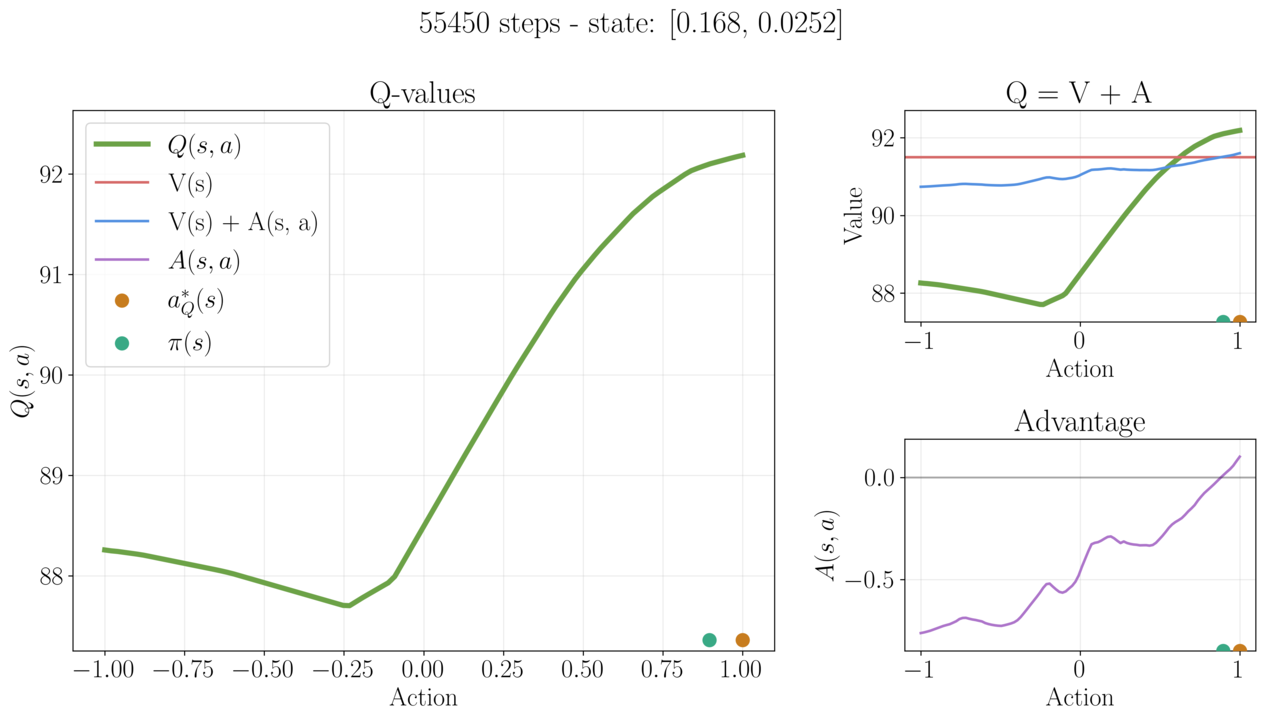 55450 steps - state: [0.168, 0.0252]
Q-values
Q(s, a)
92
91
90
89
88
−1.00 −0.75 −0.50 −0.25 0.00 0.25 0.50 0.75 1.00
Action
Q(s, a)
V(s)
V(s) + A(s, a)
A(s, a)
a*Q(s)
π(s)
Q = V + A
Value
92
90
88
−1 0 1
Action
Advantage
A(s, a)
0.0
−0.5
−1 0 1
Action